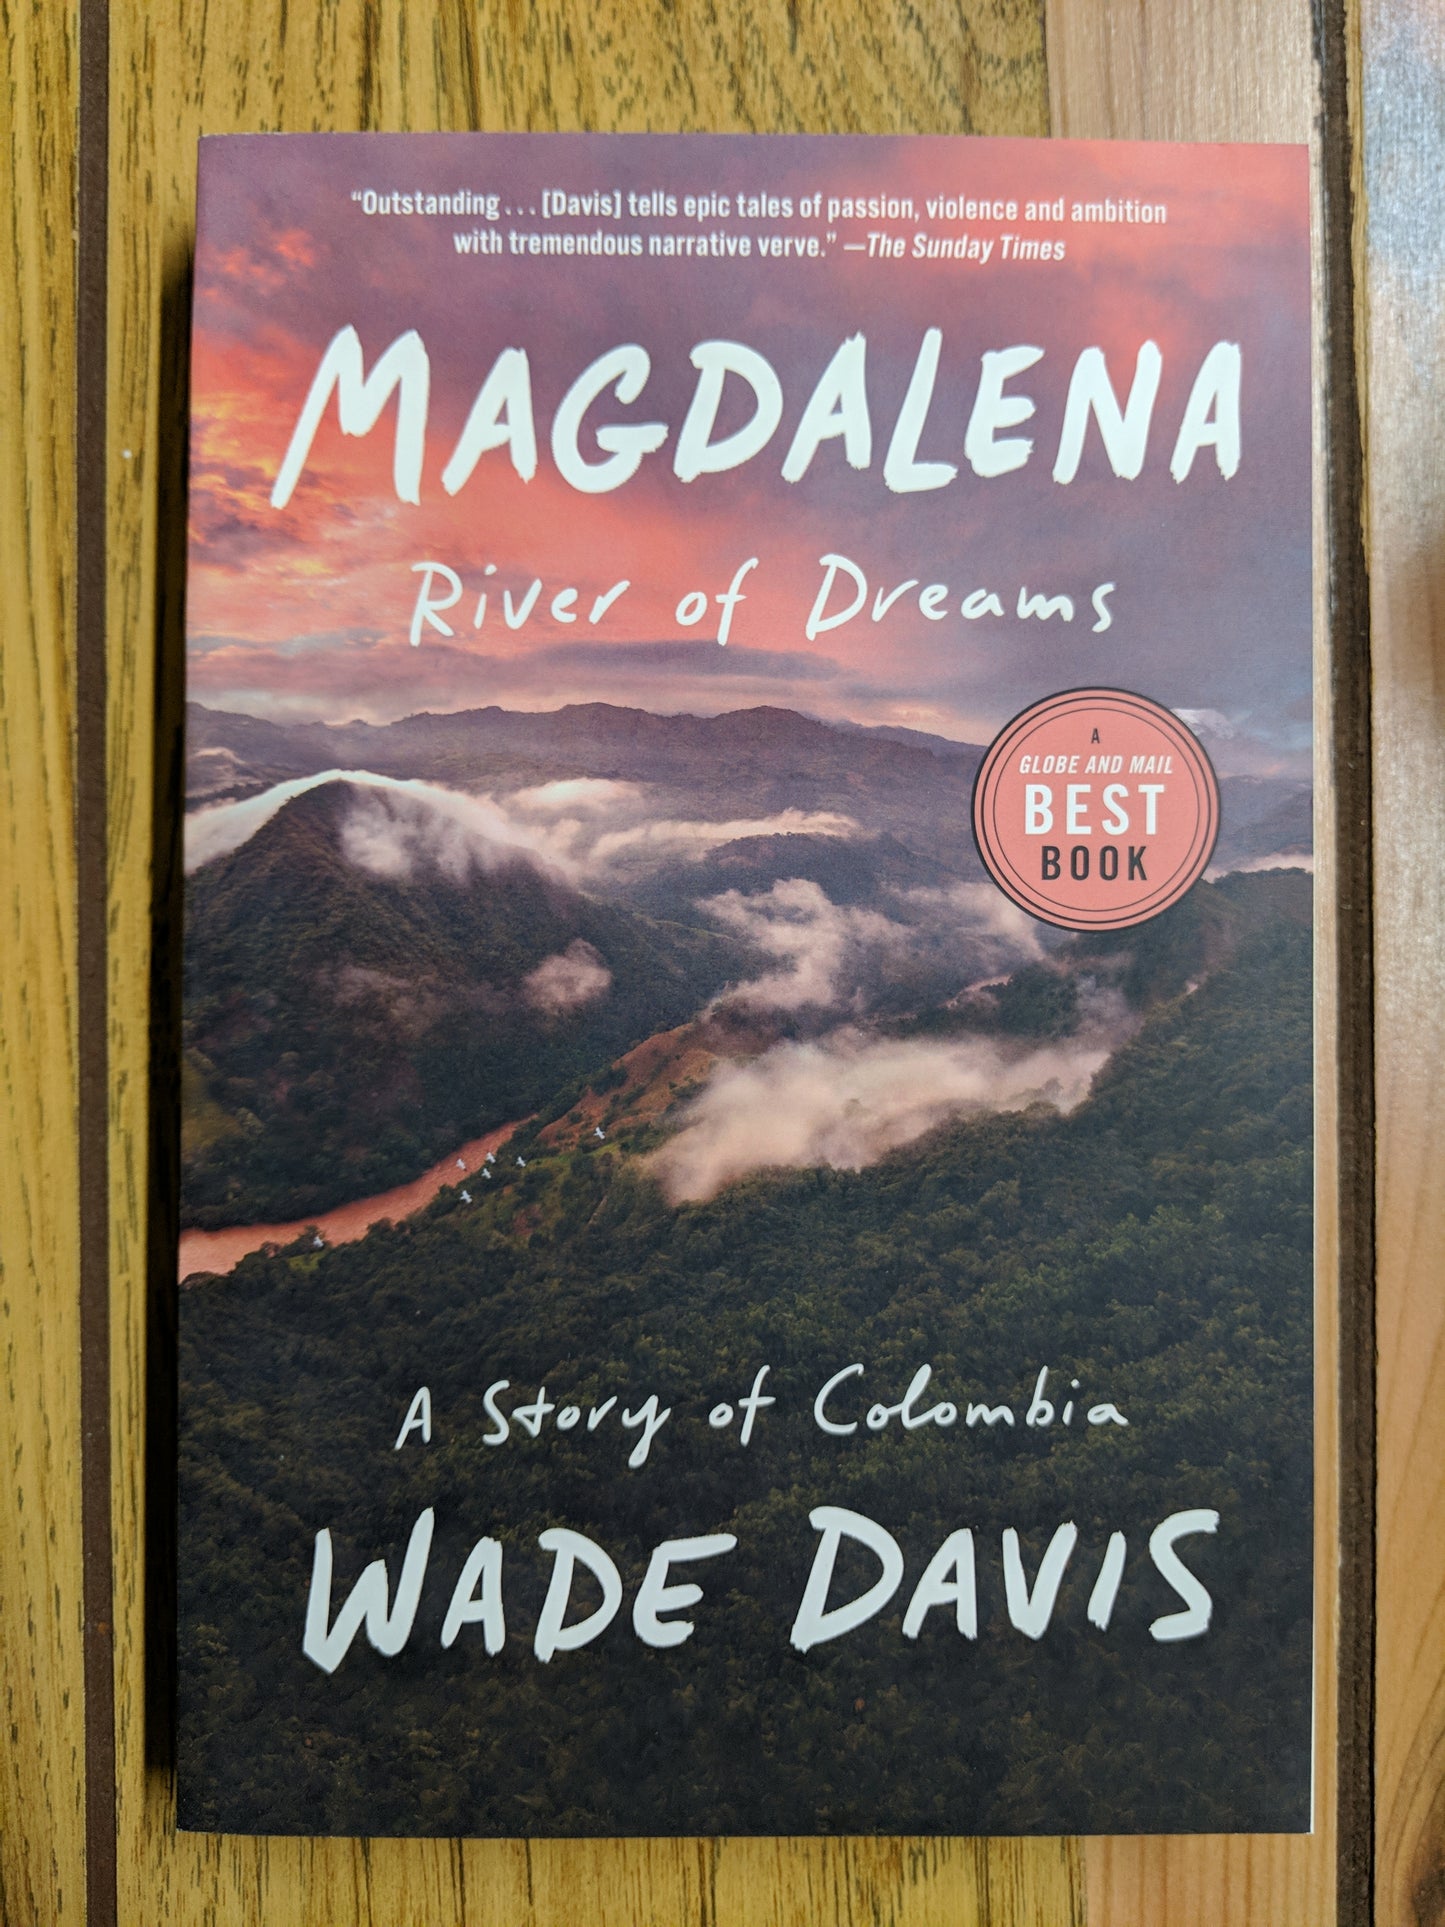 “Outstanding . . . [Davis] tells epic tales of passion, violence and ambition
with tremendous narrative verve.” —The Sunday Times
MAGDALENA
River of Dreams
A
GLOBE AND MAIL
BEST
BOOK
A Story of Colombia
WADE DAVIS